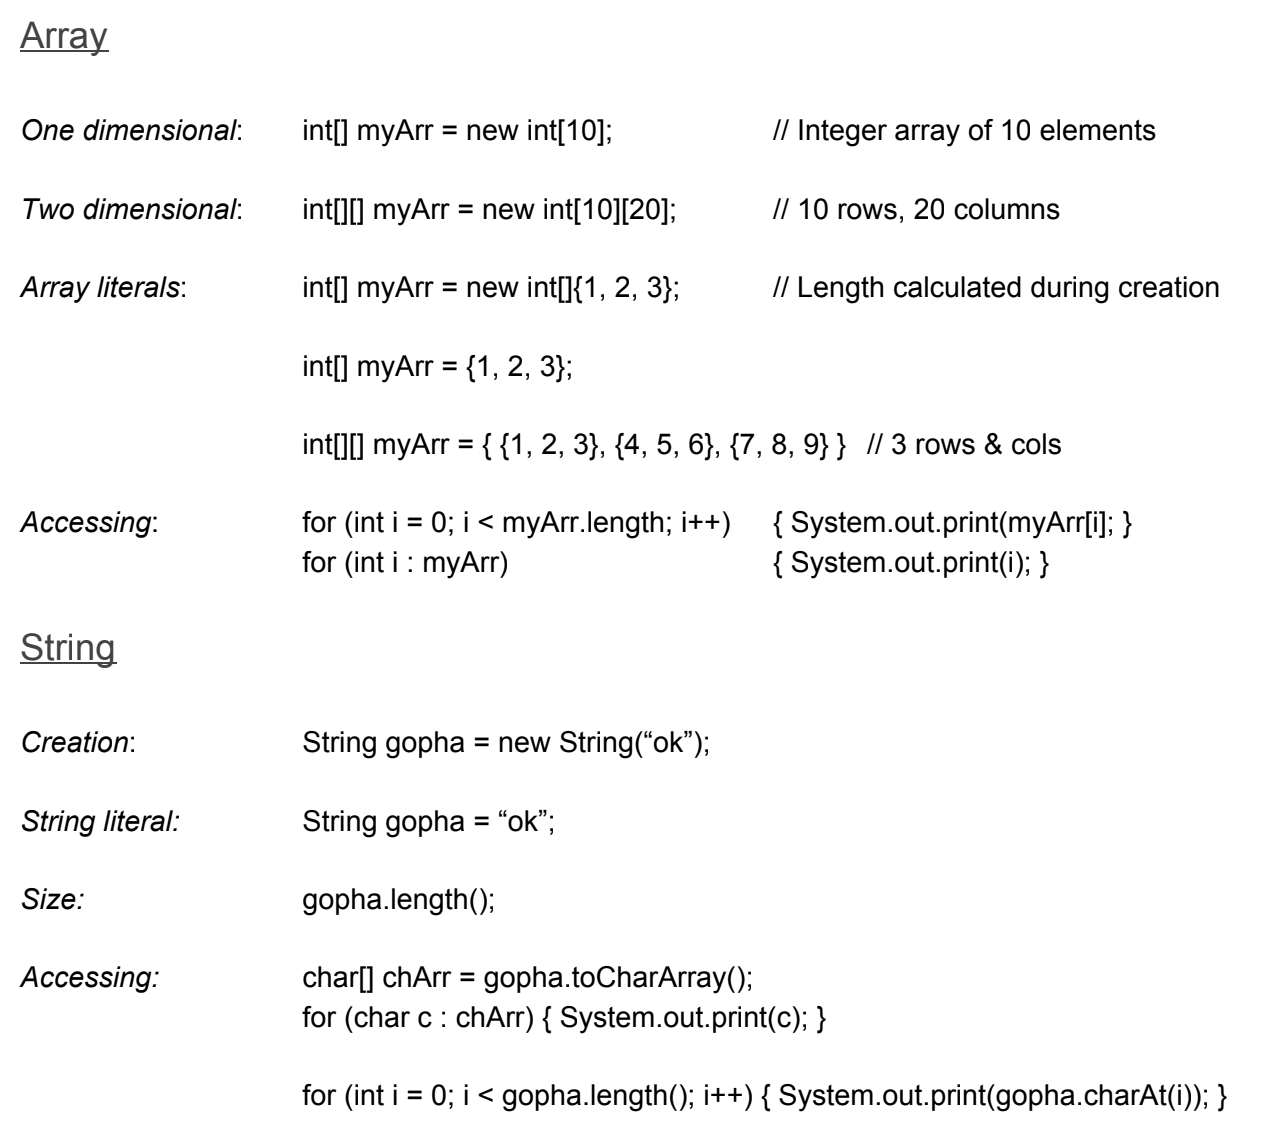 Array
One dimensional: int[] myArr = new int[10]; // Integer array of 10 elements
Two dimensional: int[][] myArr = new int[10][20]; // 10 rows, 20 columns
Array literals: int[] myArr = new int[]{1, 2, 3}; // Length calculated during creation
int[] myArr = {1, 2, 3};
int[][] myArr = { {1, 2, 3}, {4, 5, 6}, {7, 8, 9} } // 3 rows & cols
Accessing: for (int i = 0; i < myArr.length; i++) { System.out.print(myArr[i]; }
for (int i : myArr) { System.out.print(i); }
String
Creation: String gopha = new String(“ok”);
String literal: String gopha = “ok”;
Size: gopha.length();
Accessing: char[] chArr = gopha.toCharArray();
for (char c : chArr) { System.out.print(c); }
for (int i = 0; i < gopha.length(); i++) { System.out.print(gopha.charAt(i)); }